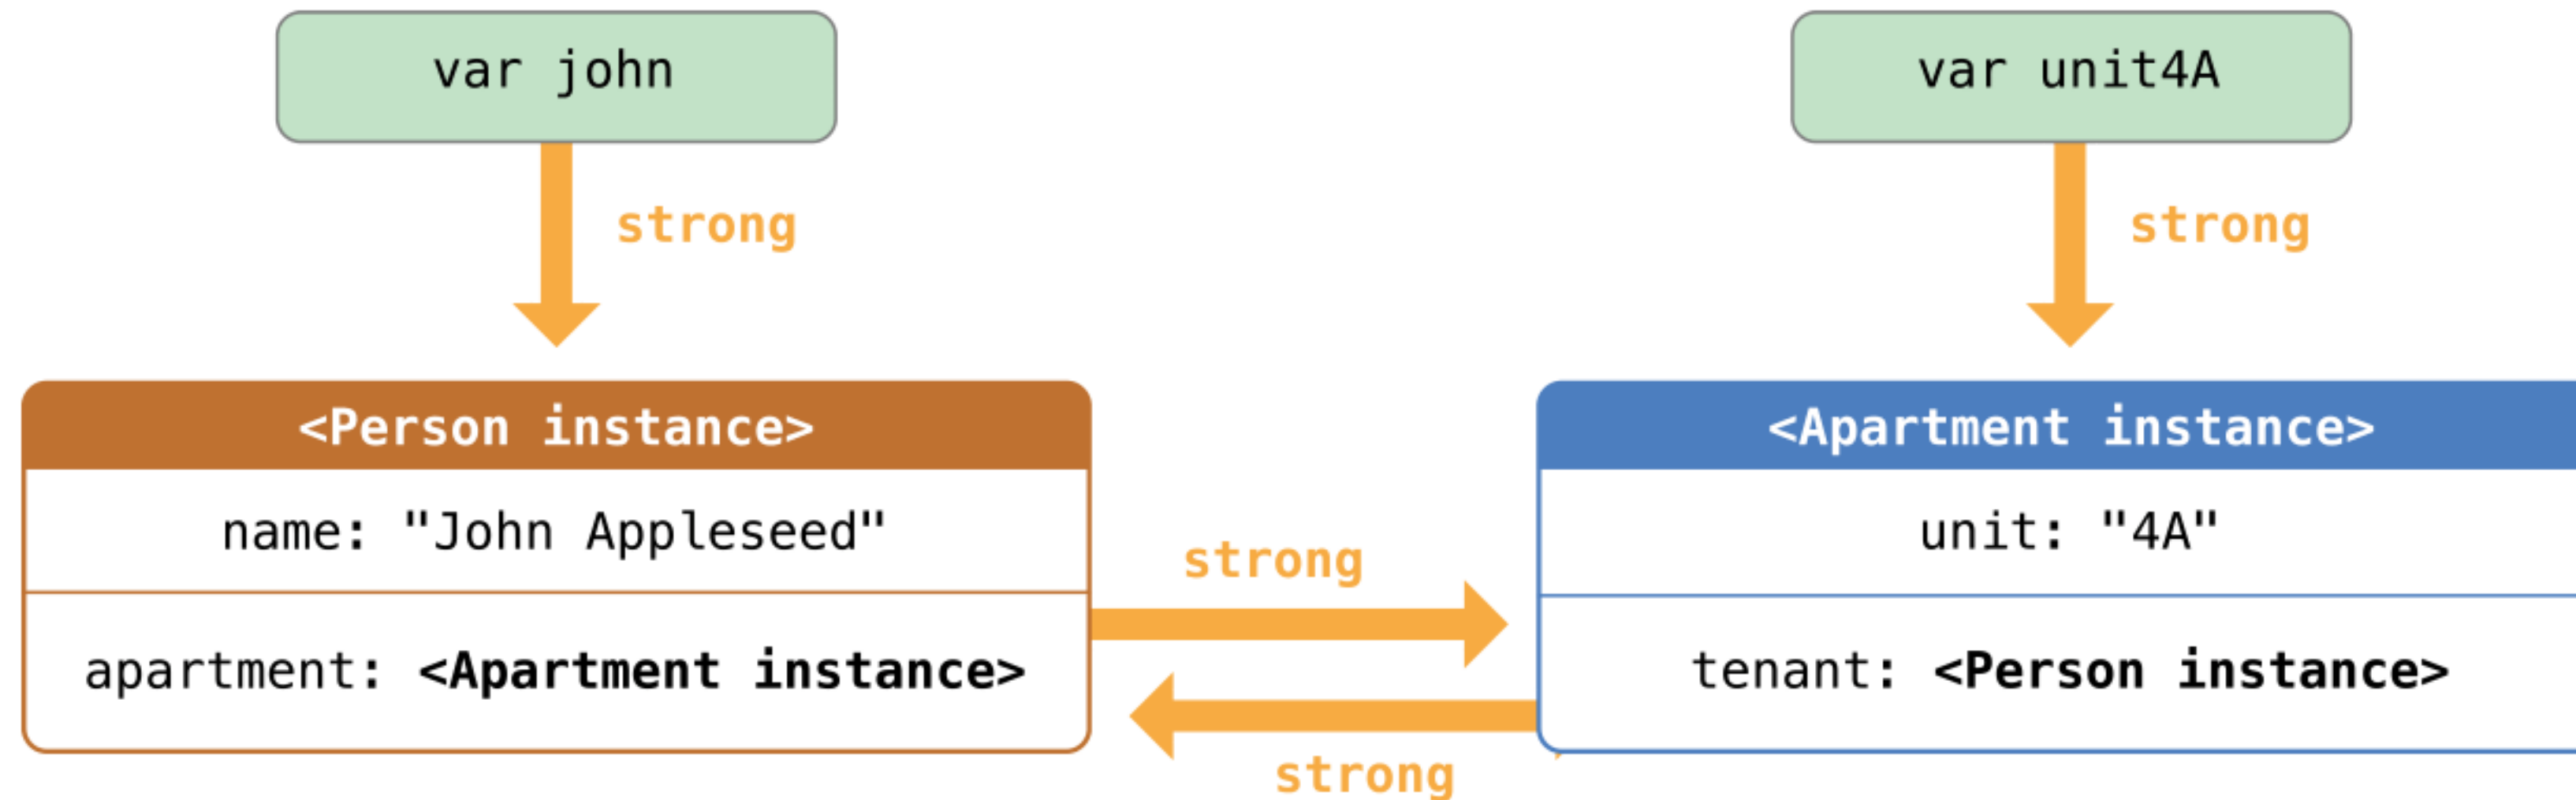 var john
var unit4A
strong
strong
<Person instance>
<Apartment instance>
name: "John Appleseed"
unit: "4A"
strong
apartment: <Apartment instance>
tenant: <Person instance>
strong